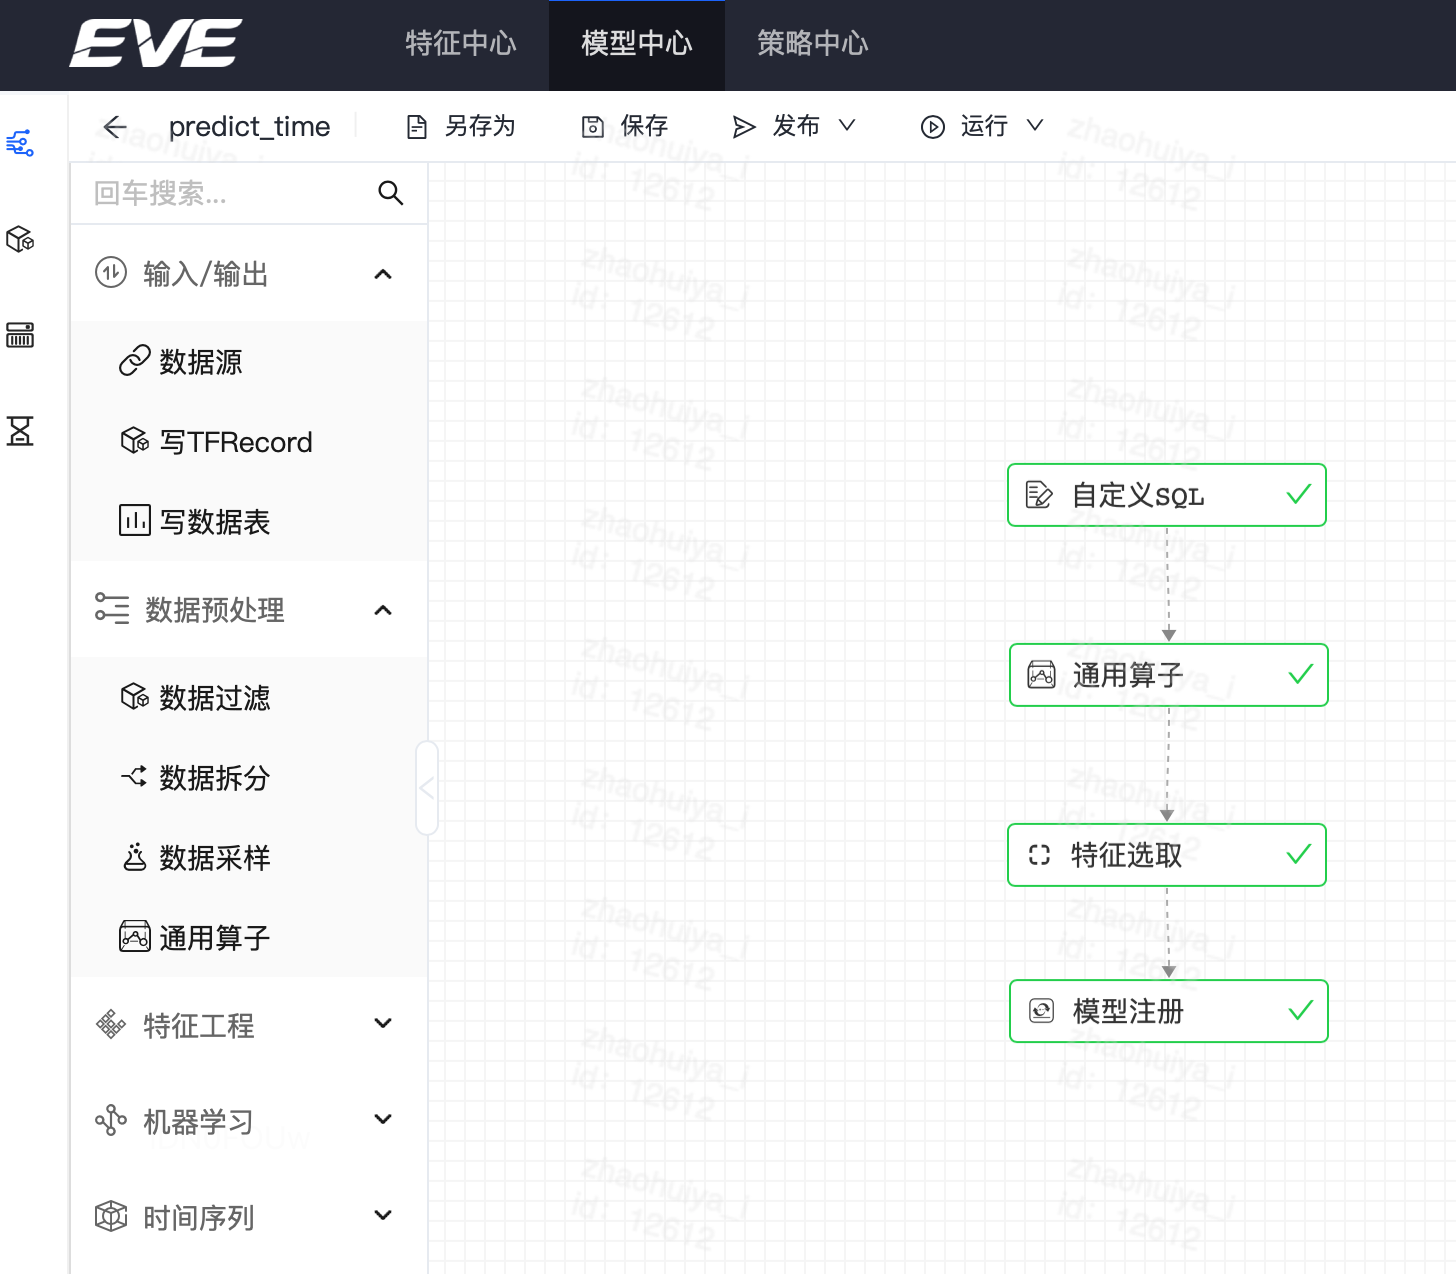 EVE
特征中心
模型中心
策略中心
predict_time
另存为
保存
发布
运行
回车搜索...
输入/输出
数据源
写TFRecord
写数据表
数据预处理
数据过滤
数据拆分
数据采样
通用算子
特征工程
机器学习
时间序列
自定义SQL
通用算子
特征选取
模型注册
zhaohuiya_i
id: 12612